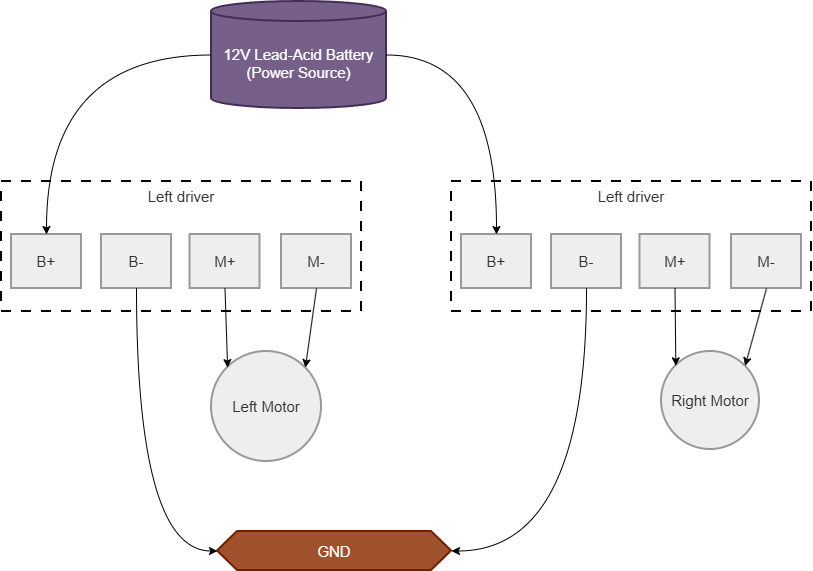 12V Lead-Acid Battery
(Power Source)
Left driver
Left driver
B+
B-
M+
M-
B+
B-
M+
M-
Left Motor
Right Motor
GND